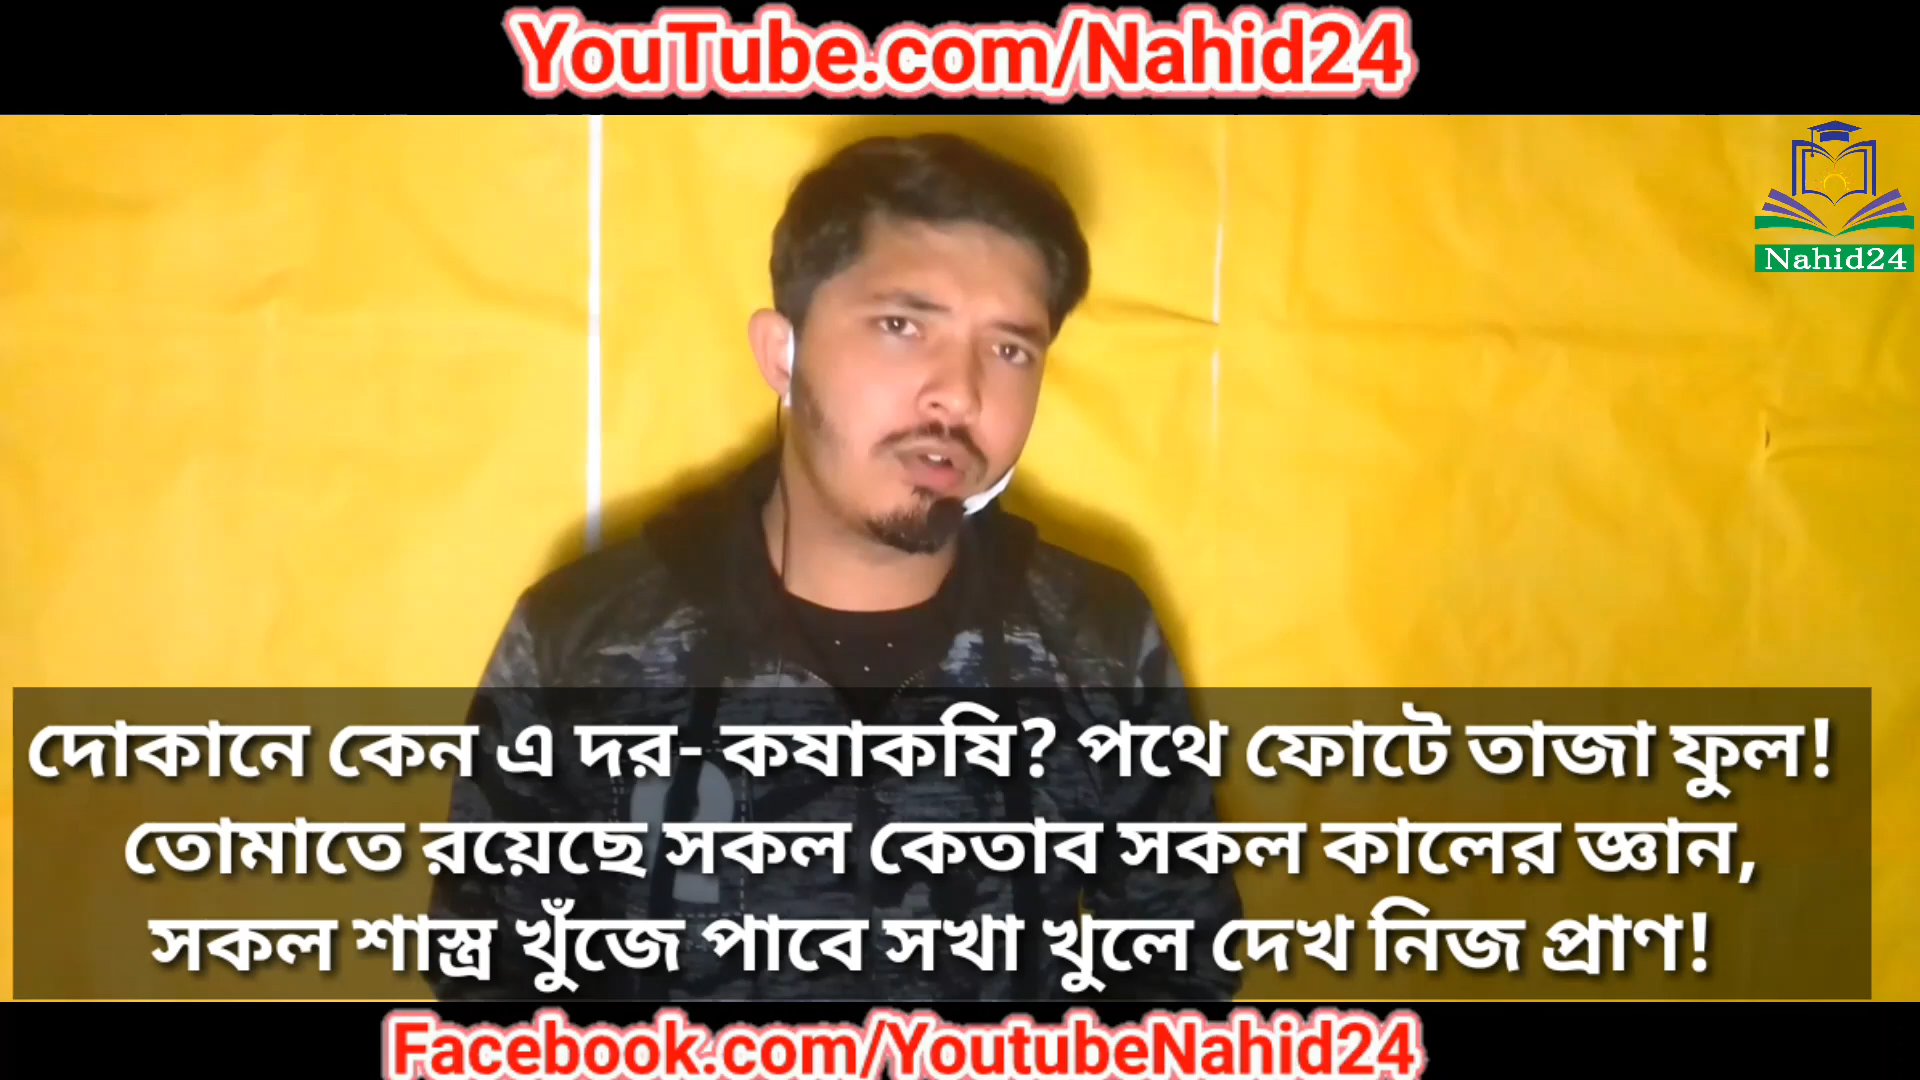 YouTube.com/Nahid24
Nahid24
দোকানে কেন এ দর- কষাকষি? পথে ফোটে তাজা ফুল!
তোমাতে রয়েছে সকল কেতাব সকল কালের জ্ঞান,
সকল শাস্ত্র খুঁজে পাবে সখা খুলে দেখ নিজ প্রাণ!
Facebook.com/YoutubeNahid24